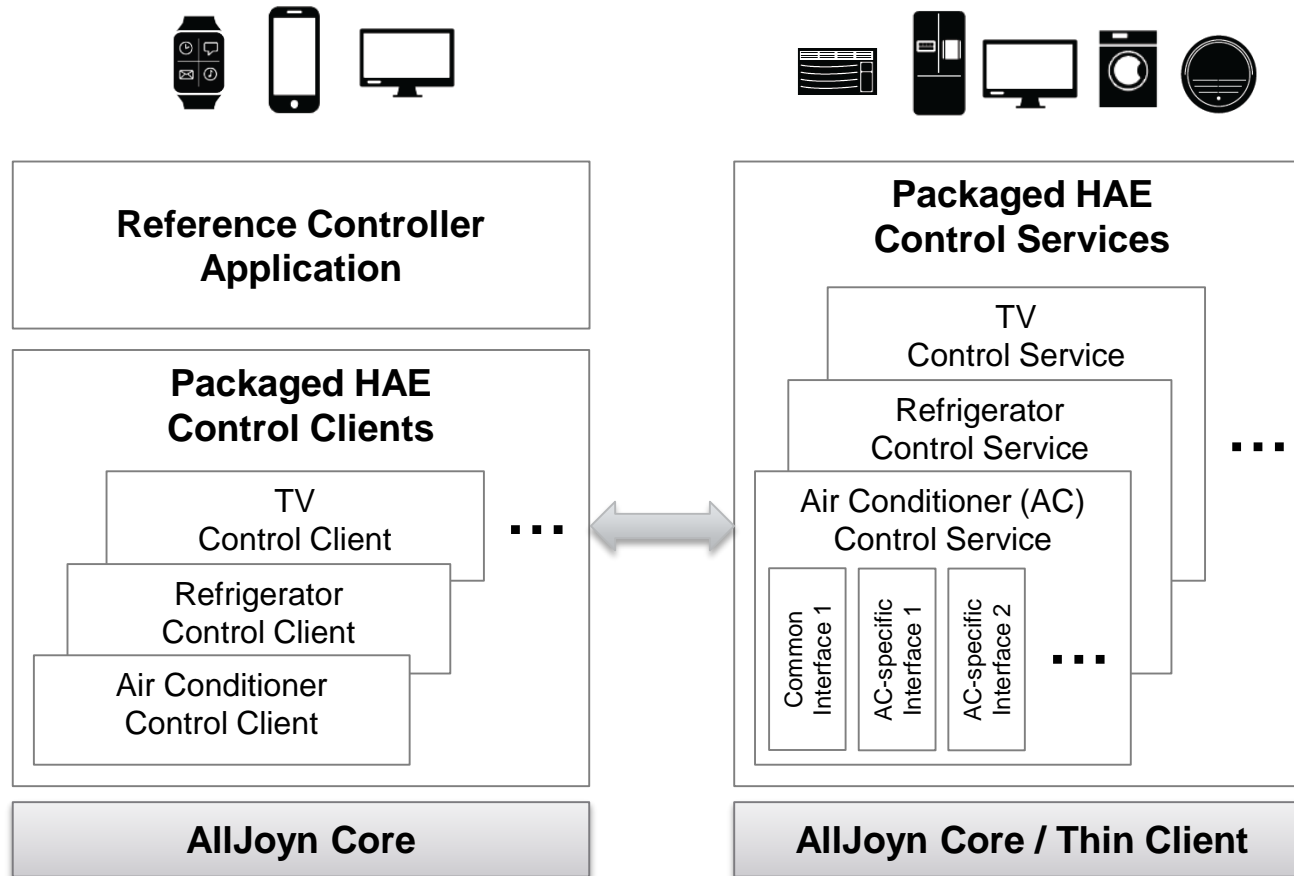 Reference Controller
Application
Packaged HAE
Control Clients
TV
Control Client
Refrigerator
Control Client
Air Conditioner
Control Client
...
AllJoyn Core
Packaged HAE
Control Services
TV
Control Service
Refrigerator
Control Service
...
Air Conditioner (AC)
Control Service
Common
Interface 1
AC-specific
Interface 1
AC-specific
Interface 2
...
AllJoyn Core / Thin Client